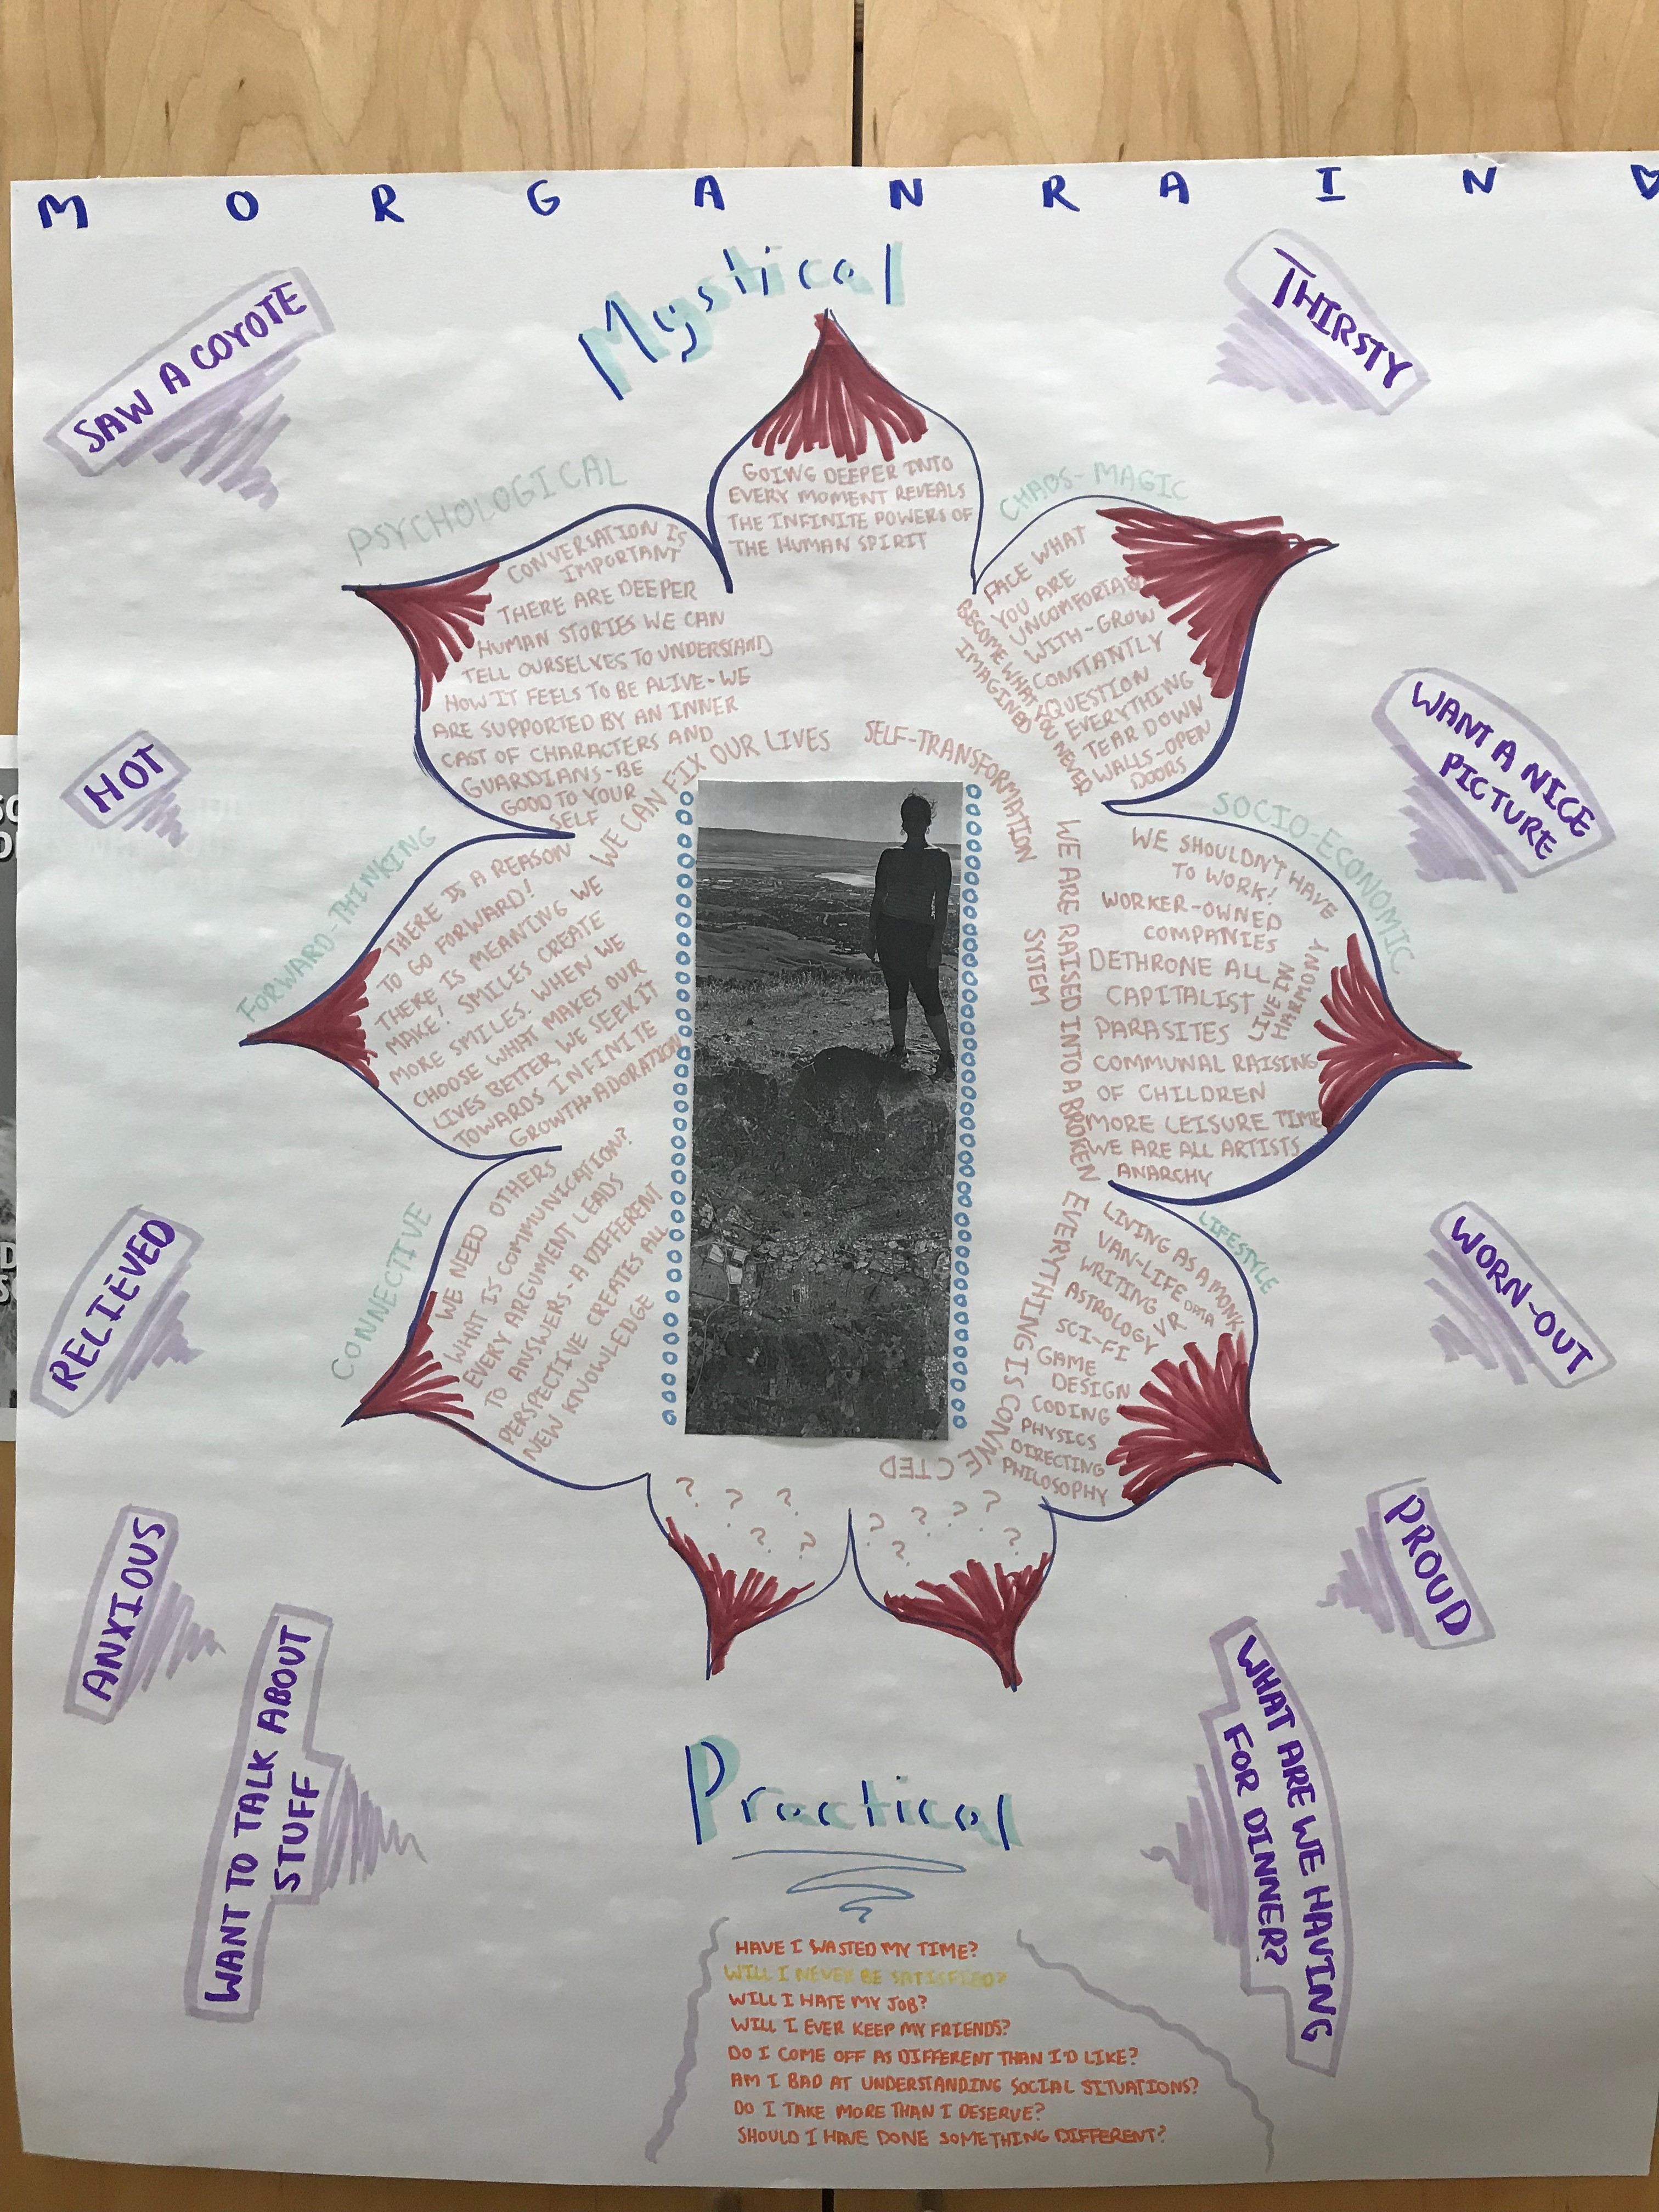 MORGAN RAIN
Mystical
SAW A COYOTE
THIRSTY
HOT
WANT A NICE
PICTURE
RELIEVED
WORN-OUT
ANXIOUS
PROUD
WANT TO TALK ABOUT
STUFF
WHAT ARE WE HAVING
FOR DINNER?
GOING DEEPER INTO
EVERY MOMENT REVEALS
THE INFINITE POWERS OF
THE HUMAN SPIRIT
PSYCHOLOGICAL
CONVERSATION IS
IMPORTANT
THERE ARE DEEPER
HUMAN STORIES WE CAN
TELL OURSELVES TO UNDERSTAND
HOW IT FEELS TO BE ALIVE - WE
ARE SUPPORTED BY AN INNER
CAST OF CHARACTERS AND
GUARDIANS - BE
GOOD TO YOUR
SELF
CHAOS-MAGIC
FACE WHAT
YOU ARE
UNCOMFORTABLE
WITH - GROW
CONSTANTLY
QUESTION
EVERYTHING
TEAR DOWN
WALLS - OPEN
DOORS
BECOME WHAT YOU NEVER
IMAGINED
FORWARD-THINKING
THERE IS A REASON
TO GO FORWARD!
THERE IS MEANING WE
MAKE! SMILES CREATE
MORE SMILES. WHEN WE
CHOOSE WHAT MAKES OUR
LIVES BETTER, WE SEEK IT
TOWARDS INFINITE
GROWTH + ADORATION
SOCIO-ECONOMIC
WE SHOULDN'T HAVE
TO WORK!
WORKER-OWNED
COMPANIES
DETHRONE ALL
CAPITALIST
PARASITES
LIVE IN
HARMONY
COMMUNAL RAISING
OF CHILDREN
MORE LEISURE TIME
WE ARE ALL ARTISTS
ANARCHY
CONNECTIVE
WE NEED OTHERS
WHAT IS COMMUNICATION?
EVERY ARGUMENT LEADS
TO ANSWERS - A DIFFERENT
PERSPECTIVE CREATES ALL
NEW KNOWLEDGE
LIFESTYLE
LIVING AS A MONK
VAN-LIFE DATA
WRITING VR
ASTROLOGY
SCI-FI
GAME
DESIGN
CODING
PHYSICS
DIRECTING
PHILOSOPHY
WE CAN FIX OUR LIVES
SELF-TRANSFORMATION
WE ARE RAISED INTO A BROKEN
SYSTEM
EVERYTHING IS CONNECTED
? ? ? ? ?
? ? ? ? ? ?
Practical
HAVE I WASTED MY TIME?
WILL I NEVER BE SATISFIED?
WILL I HATE MY JOB?
WILL I EVER KEEP MY FRIENDS?
DO I COME OFF AS DIFFERENT THAN I'D LIKE?
AM I BAD AT UNDERSTANDING SOCIAL SITUATIONS?
DO I TAKE MORE THAN I DESERVE?
SHOULD I HAVE DONE SOMETHING DIFFERENT?